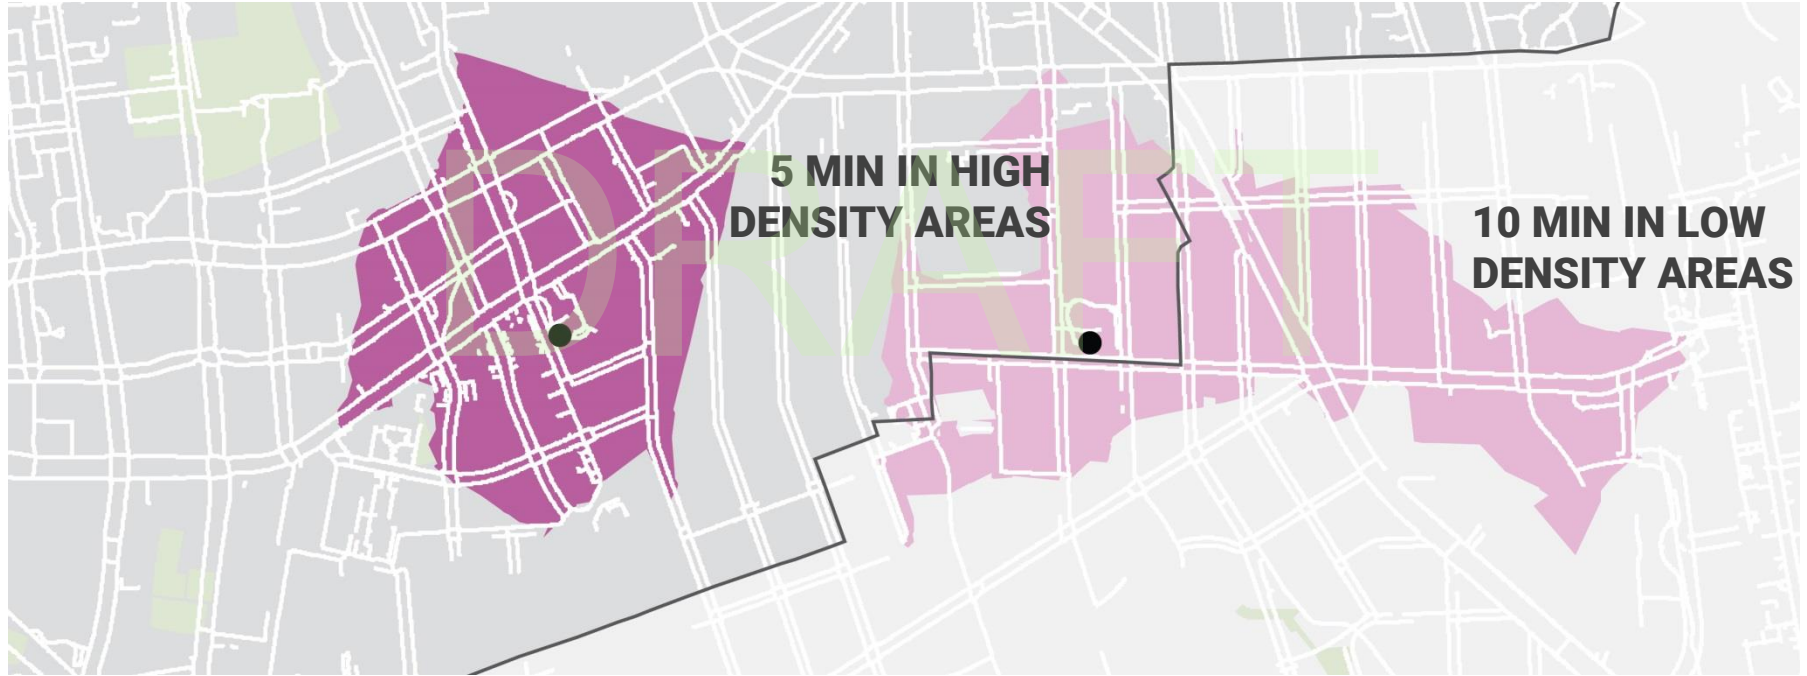 5 MIN IN HIGH
DENSITY AREAS
10 MIN IN LOW
DENSITY AREAS
DRAFT